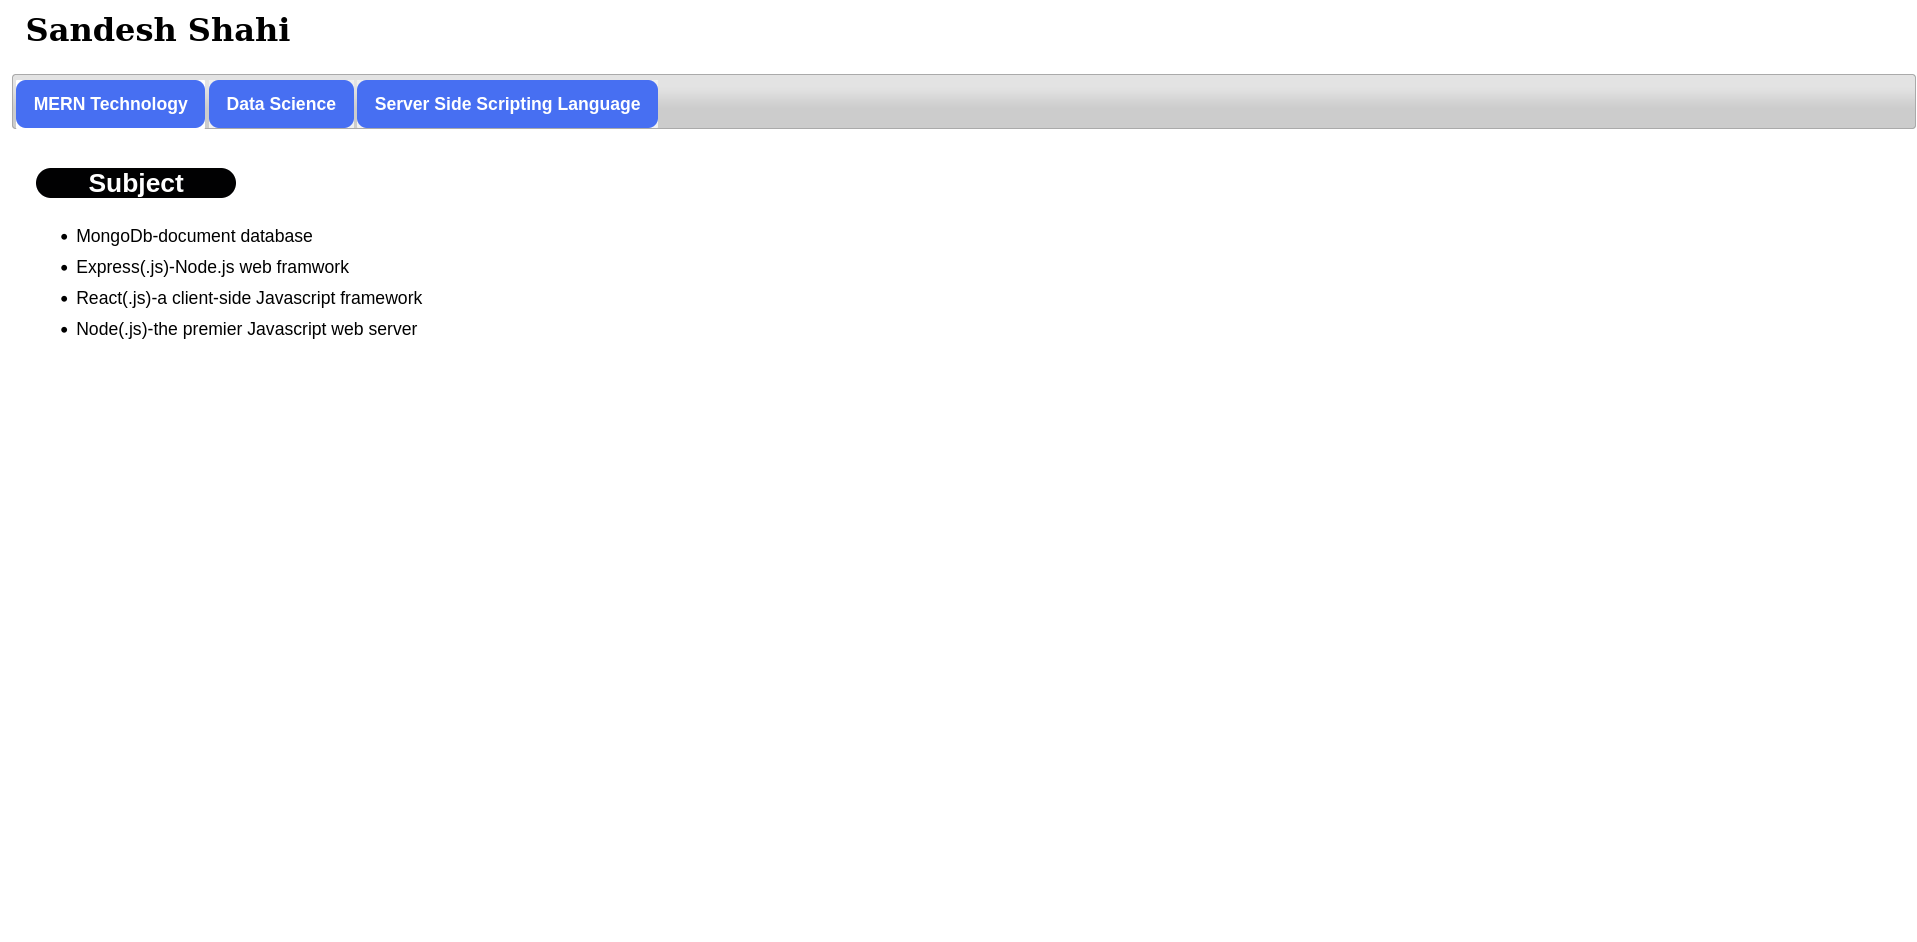 Sandesh Shahi
MERN Technology Data Science Server Side Scripting Language
Subject
• MongoDb-document database
• Express(.js)-Node.js web framwork
• React(.js)-a client-side Javascript framework
• Node(.js)-the premier Javascript web server